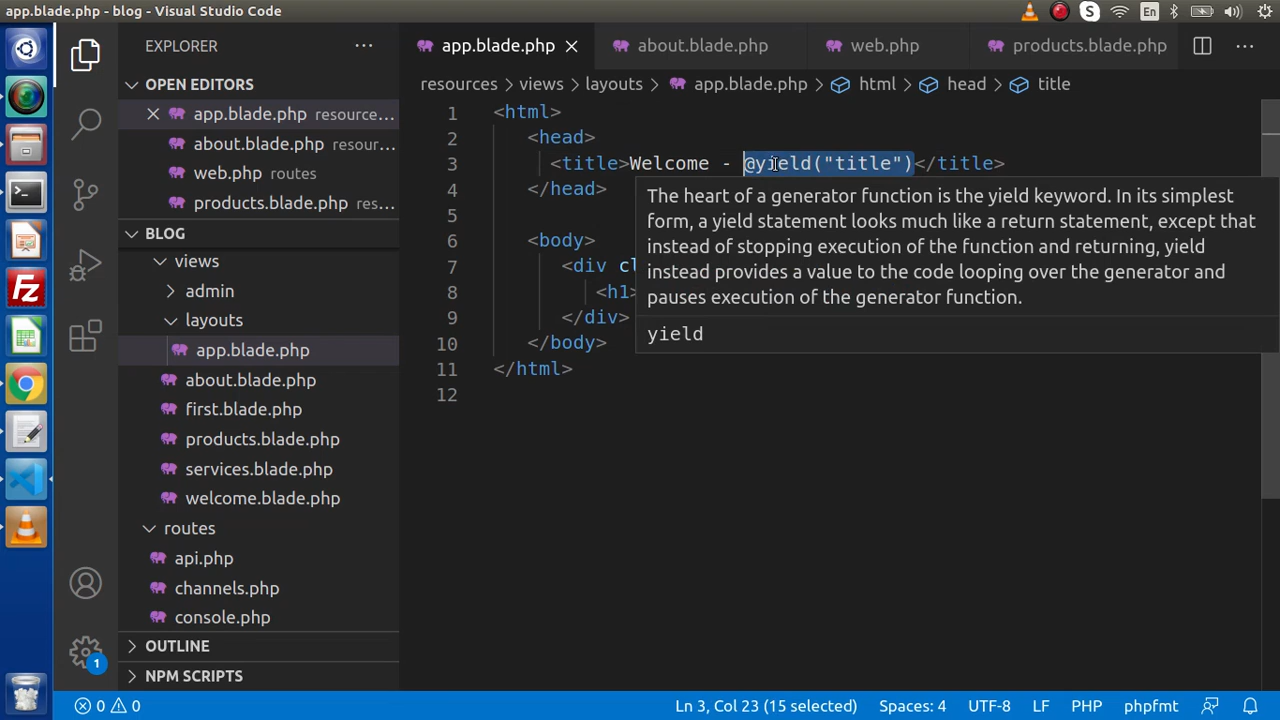 app.blade.php - blog - Visual Studio Code
En
EXPLORER
OPEN EDITORS
app.blade.php resource...
about.blade.php resour...
web.php routes
products.blade.php res...
BLOG
views
admin
layouts
app.blade.php
about.blade.php
first.blade.php
products.blade.php
services.blade.php
welcome.blade.php
routes
api.php
channels.php
console.php
OUTLINE
NPM SCRIPTS
1
app.blade.php
about.blade.php
web.php
products.blade.php
resources > views > layouts > app.blade.php > html > head > title
1 <html>
2 <head>
3 <title>Welcome - @yield("title")</title>
4 </head>
5
6 <body>
7 <div cl
8 <h1>
9 </div>
10 </body>
11 </html>
12
The heart of a generator function is the yield keyword. In its simplest
form, a yield statement looks much like a return statement, except that
instead of stopping execution of the function and returning, yield
instead provides a value to the code looping over the generator and
pauses execution of the generator function.
yield
0 0
Ln 3, Col 23 (15 selected) Spaces: 4 UTF-8 LF PHP phpfmt